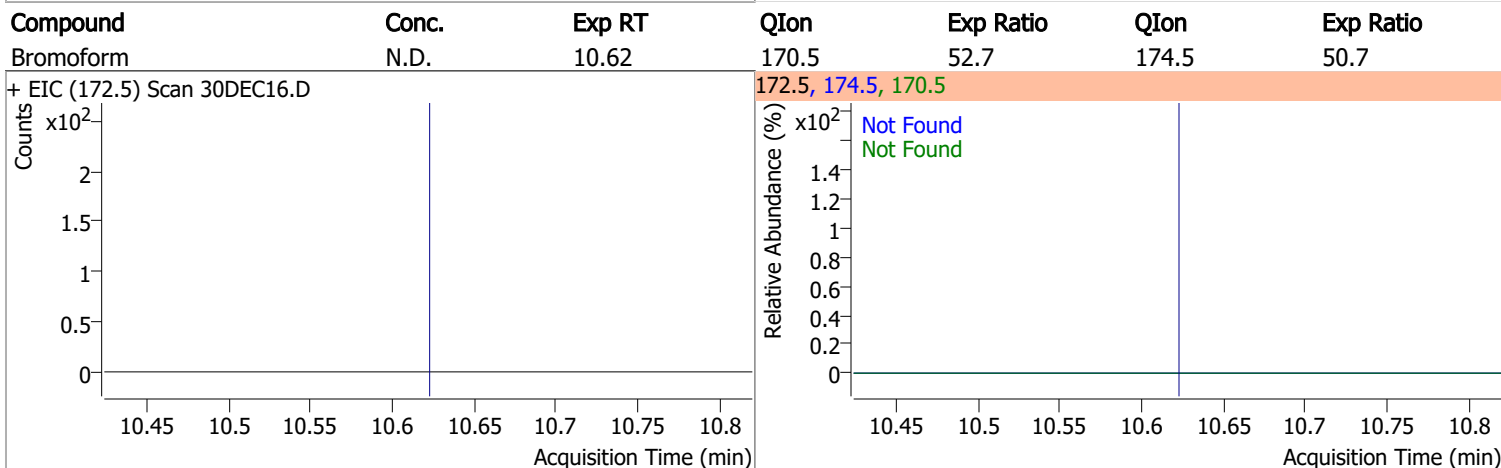 Compound Conc. Exp RT QIon Exp Ratio QIon Exp Ratio
Bromoform N.D. 10.62 170.5 52.7 174.5 50.7
+ EIC (172.5) Scan 30DEC16.D
Counts
x10²
2
1.5
1
0.5
0
10.45 10.5 10.55 10.6 10.65 10.7 10.75 10.8
Acquisition Time (min)
172.5, 174.5, 170.5
Relative Abundance (%)
x10²
Not Found
Not Found
1.4
1.2
1
0.8
0.6
0.4
0.2
0
10.45 10.5 10.55 10.6 10.65 10.7 10.75 10.8
Acquisition Time (min)